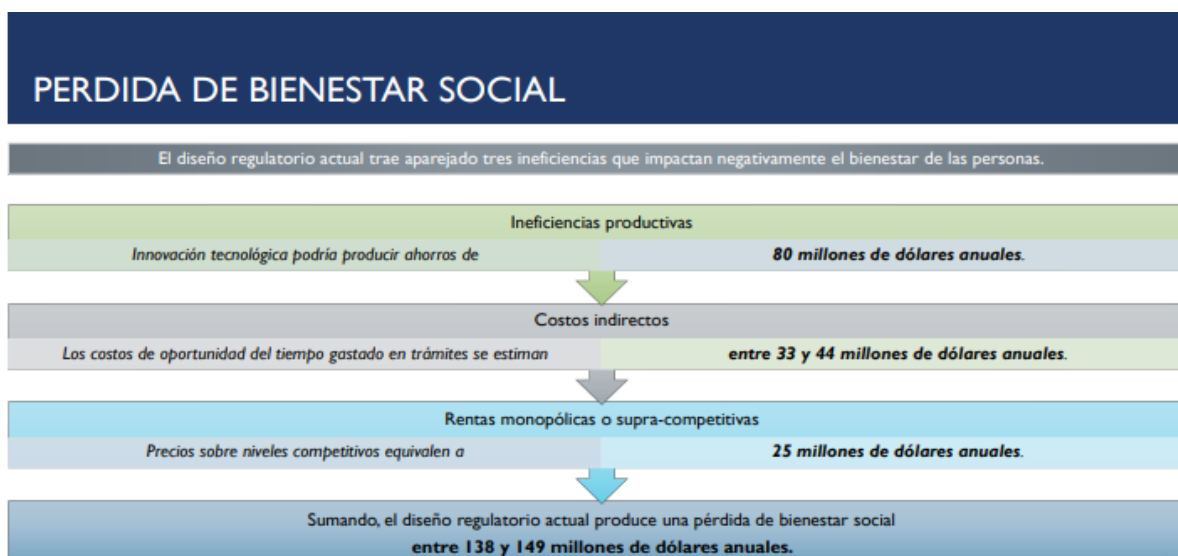 PERDIDA DE BIENESTAR SOCIAL
El diseño regulatorio actual trae aparejado tres ineficiencias que impactan negativamente el bienestar de las personas.
Ineficiencias productivas
Innovación tecnológica podría producir ahorros de
80 millones de dólares anuales.
Costos indirectos
Los costos de oportunidad del tiempo gastado en trámites se estiman
entre 33 y 44 millones de dólares anuales.
Rentas monopólicas o supra-competitivas
Precios sobre niveles competitivos equivalen a
25 millones de dólares anuales.
Sumando, el diseño regulatorio actual produce una pérdida de bienestar social
entre 138 y 149 millones de dólares anuales.